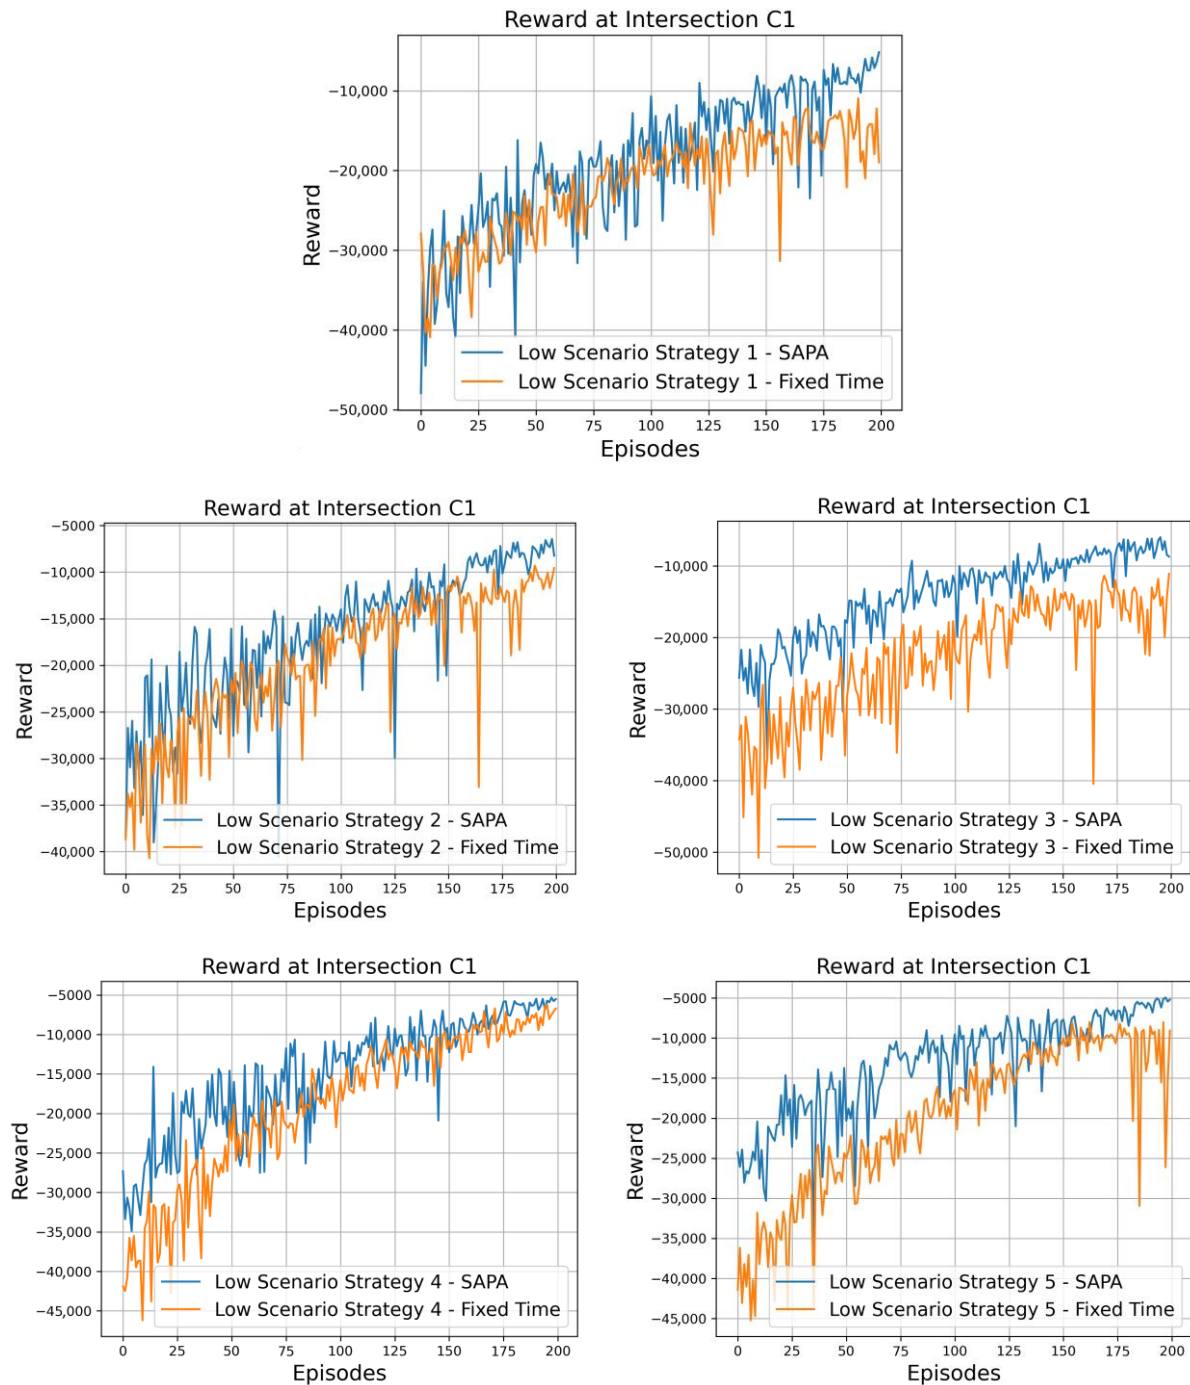 Reward at Intersection C1
Reward
−10,000
−20,000
−30,000
−40,000
−50,000
Low Scenario Strategy 1 - SAPA
Low Scenario Strategy 1 - Fixed Time
0 25 50 75 100 125 150 175 200
Episodes
Reward at Intersection C1
Reward
−5000
−10,000
−15,000
−20,000
−25,000
−30,000
−35,000
−40,000
Low Scenario Strategy 2 - SAPA
Low Scenario Strategy 2 - Fixed Time
0 25 50 75 100 125 150 175 200
Episodes
Reward at Intersection C1
Reward
−10,000
−20,000
−30,000
−40,000
−50,000
Low Scenario Strategy 3 - SAPA
Low Scenario Strategy 3 - Fixed Time
0 25 50 75 100 125 150 175 200
Episodes
Reward at Intersection C1
Reward
−5000
−10,000
−15,000
−20,000
−25,000
−30,000
−35,000
−40,000
−45,000
Low Scenario Strategy 4 - SAPA
Low Scenario Strategy 4 - Fixed Time
0 25 50 75 100 125 150 175 200
Episodes
Reward at Intersection C1
Reward
−5000
−10,000
−15,000
−20,000
−25,000
−30,000
−35,000
−40,000
−45,000
Low Scenario Strategy 5 - SAPA
Low Scenario Strategy 5 - Fixed Time
0 25 50 75 100 125 150 175 200
Episodes